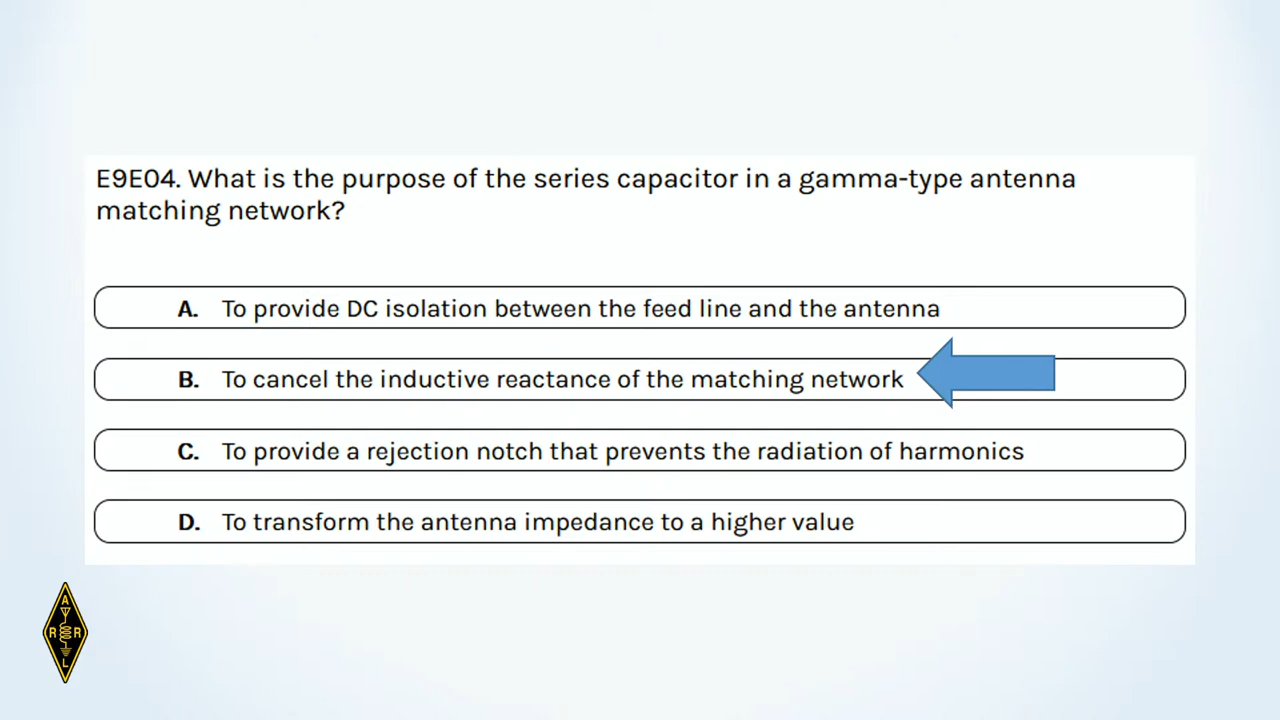 E9E04. What is the purpose of the series capacitor in a gamma-type antenna
matching network?
A. To provide DC isolation between the feed line and the antenna
B. To cancel the inductive reactance of the matching network
C. To provide a rejection notch that prevents the radiation of harmonics
D. To transform the antenna impedance to a higher value
A
R R
L